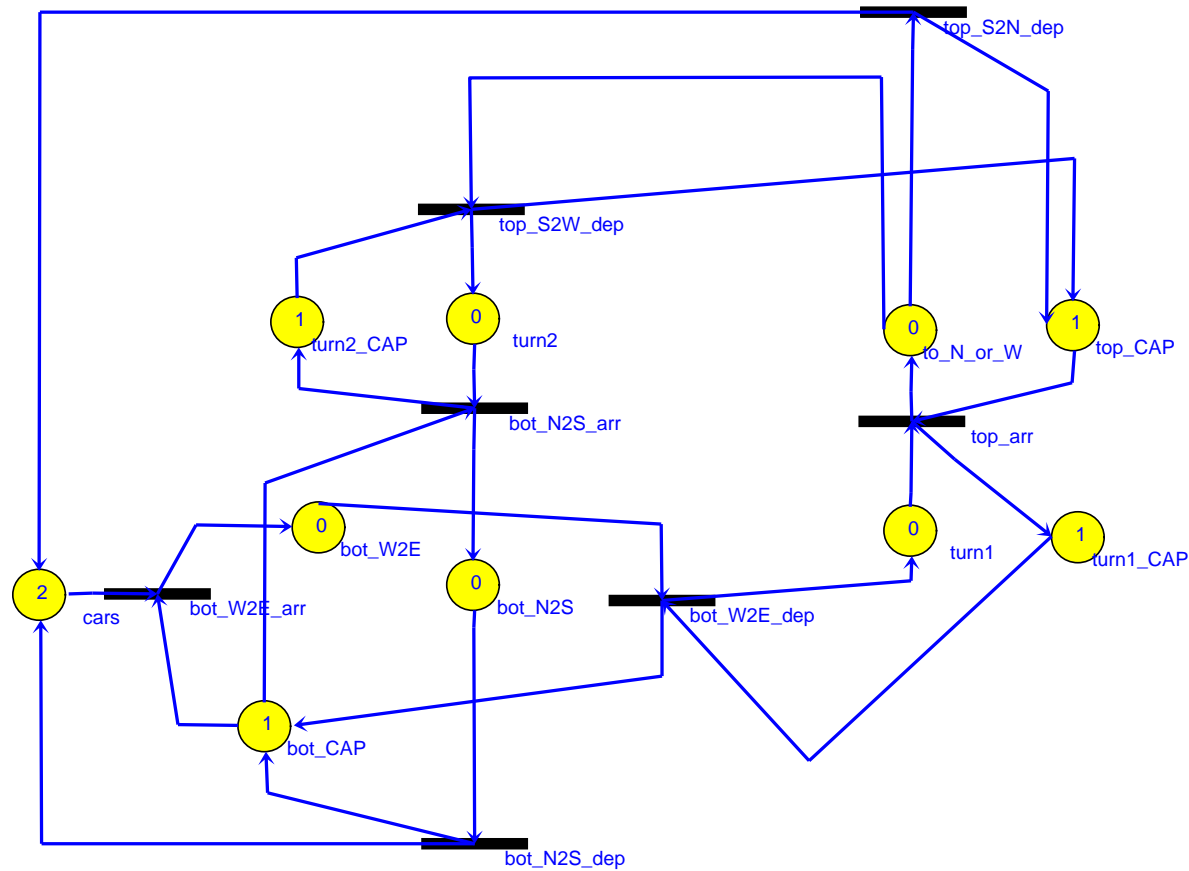 top_S2N_dep
top_S2W_dep
1
turn2_CAP
0
turn2
0
to_N_or_W
1
top_CAP
bot_N2S_arr
top_arr
0
bot_W2E
0
turn1
1
turn1_CAP
2
cars
bot_W2E_arr
0
bot_N2S
bot_W2E_dep
1
bot_CAP
bot_N2S_dep